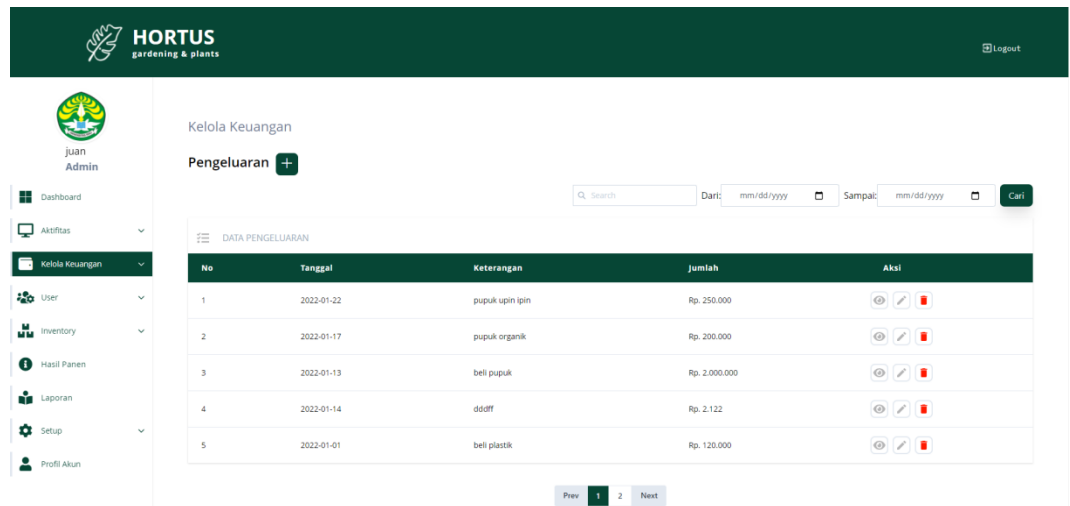 HORTUS
gardening & plants
Logout
juan
Admin
Dashboard
Aktifitas
Kelola Keuangan
User
Inventory
Hasil Panen
Laporan
Setup
Profil Akun
Kelola Keuangan
Pengeluaran +
Search Dari: mm/dd/yyyy Sampai: mm/dd/yyyy Cari
DATA PENGELUARAN
No Tanggal Keterangan Jumlah Aksi
1 2022-01-22 pupuk upin ipin Rp. 250.000
2 2022-01-17 pupuk organik Rp. 200.000
3 2022-01-13 beli pupuk Rp. 2.000.000
4 2022-01-14 dddff Rp. 2.122
5 2022-01-01 beli plastik Rp. 120.000
Prev 1 2 Next